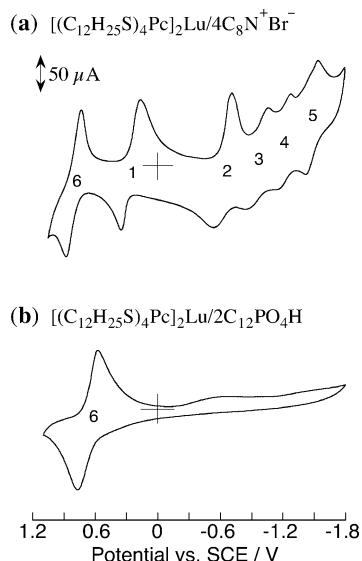 (a) [(C₁₂H₂₅S)₄Pc]₂Lu/4C₈N⁺Br⁻
50 μA
1
2
3
4
5
6
(b) [(C₁₂H₂₅S)₄Pc]₂Lu/2C₁₂PO₄H
6
1.2 0.6 0 -0.6 -1.2 -1.8
Potential vs. SCE / V